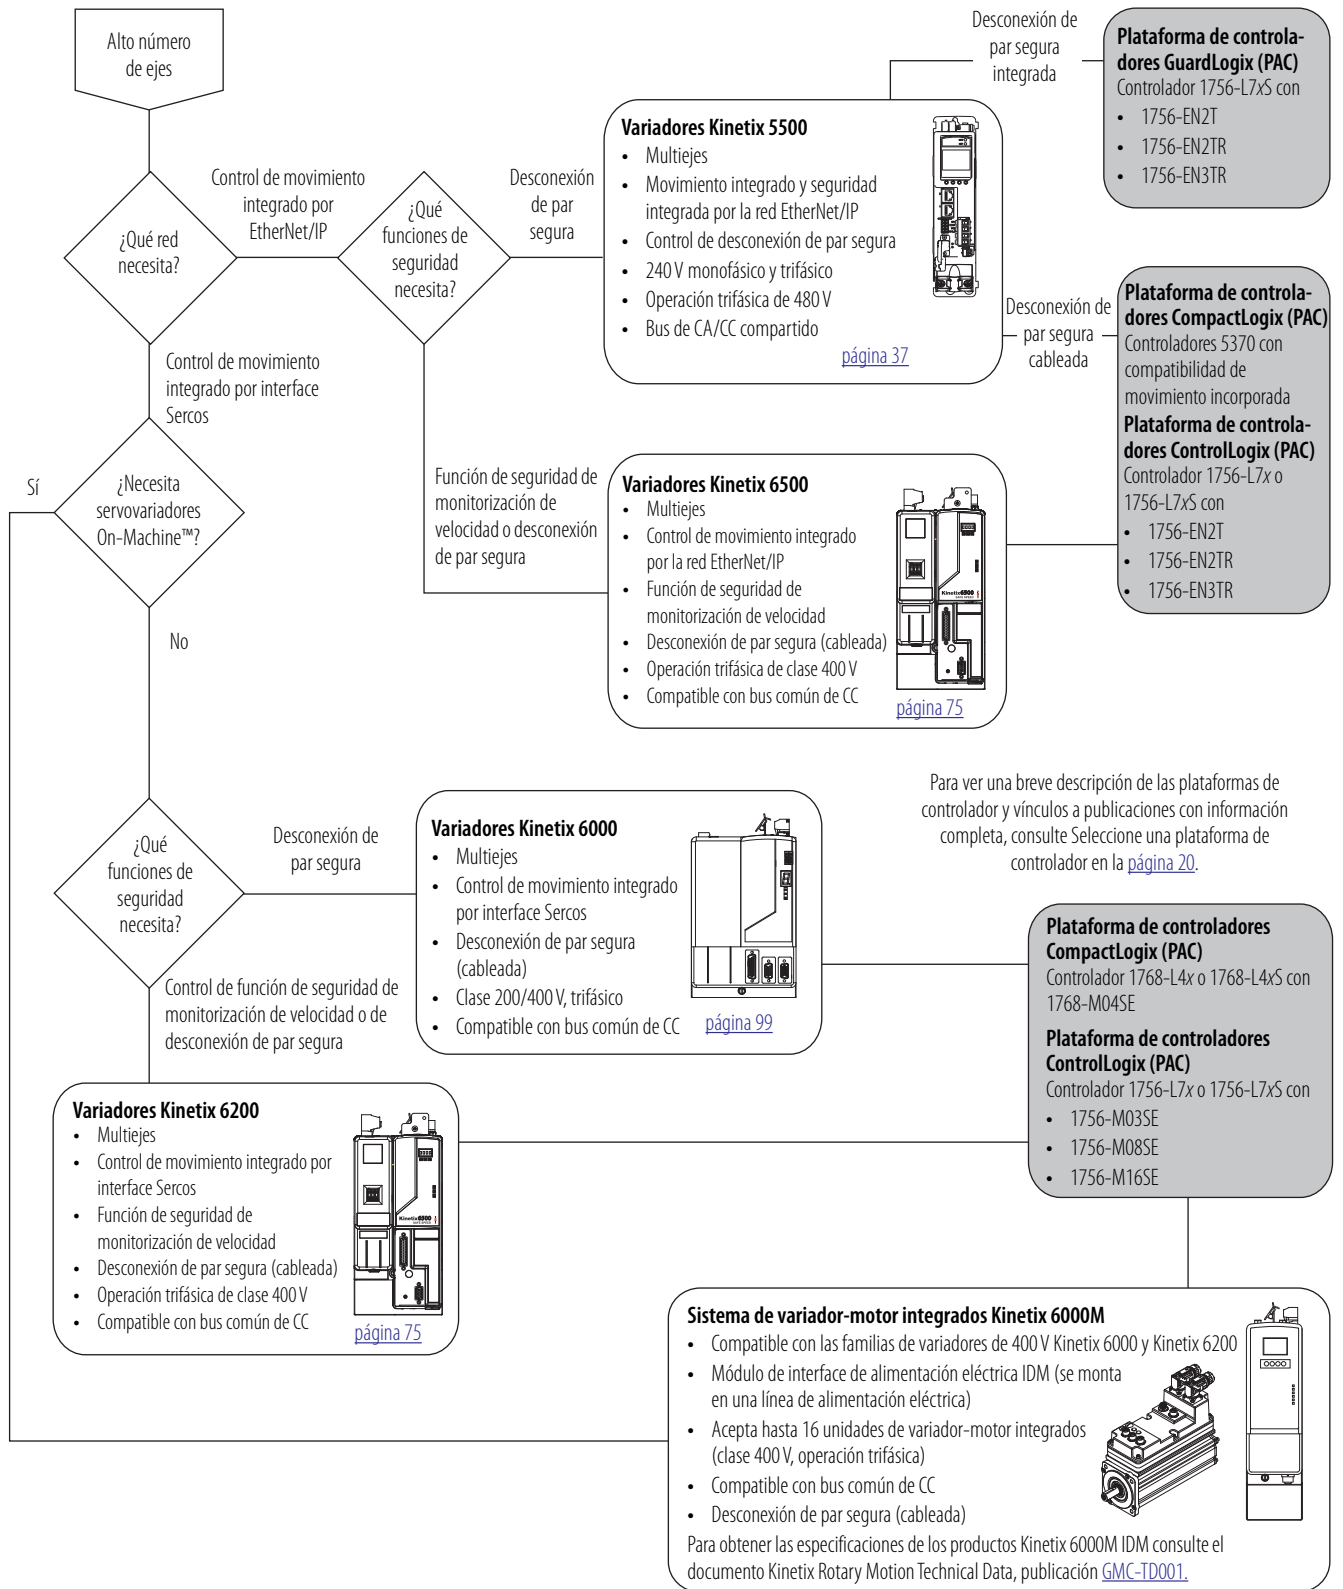 Alto número
de ejes
¿Qué red
necesita?
Control de movimiento
integrado por
EtherNet/IP
¿Qué
funciones de
seguridad
necesita?
Desconexión
de par
segura
Variadores Kinetix 5500
• Multiejes
• Movimiento integrado y seguridad
integrada por la red EtherNet/IP
• Control de desconexión de par segura
• 240 V monofásico y trifásico
• Operación trifásica de 480 V
• Bus de CA/CC compartido
página 37
Desconexión de
par segura
integrada
Plataforma de controla-
dores GuardLogix (PAC)
Controlador 1756-L7xS con
• 1756-EN2T
• 1756-EN2TR
• 1756-EN3TR
Desconexión de
par segura
cableada
Plataforma de controla-
dores CompactLogix (PAC)
Controladores 5370 con
compatibilidad de
movimiento incorporada
Plataforma de controla-
dores ControlLogix (PAC)
Controlador 1756-L7x o
1756-L7xS con
• 1756-EN2T
• 1756-EN2TR
• 1756-EN3TR
Control de movimiento
integrado por interface
Sercos
Sí
¿Necesita
servovariadores
On-Machine™?
No
Función de seguridad de
monitorización de
velocidad o desconexión
de par segura
Variadores Kinetix 6500
• Multiejes
• Control de movimiento integrado
por la red EtherNet/IP
• Función de seguridad de
monitorización de velocidad
• Desconexión de par segura (cableada)
• Operación trifásica de clase 400 V
• Compatible con bus común de CC
Kinetix6500
página 75
Para ver una breve descripción de las plataformas de
controlador y vínculos a publicaciones con información
completa, consulte Seleccione una plataforma de
controlador en la página 20.
¿Qué
funciones de
seguridad
necesita?
Desconexión de
par segura
Variadores Kinetix 6000
• Multiejes
• Control de movimiento integrado
por interface Sercos
• Desconexión de par segura
(cableada)
• Clase 200/400 V, trifásico
• Compatible con bus común de CC
página 99
Control de función de seguridad de
monitorización de velocidad o de
desconexión de par segura
Plataforma de controladores
CompactLogix (PAC)
Controlador 1768-L4x o 1768-L4xS con
1768-M04SE
Plataforma de controladores
ControlLogix (PAC)
Controlador 1756-L7x o 1756-L7xS con
• 1756-M03SE
• 1756-M08SE
• 1756-M16SE
Variadores Kinetix 6200
• Multiejes
• Control de movimiento integrado por
interface Sercos
• Función de seguridad de
monitorización de velocidad
• Desconexión de par segura (cableada)
• Operación trifásica de clase 400 V
• Compatible con bus común de CC
Kinetix6500
página 75
Sistema de variador-motor integrados Kinetix 6000M
• Compatible con las familias de variadores de 400 V Kinetix 6000 y Kinetix 6200
• Módulo de interface de alimentación eléctrica IDM (se monta
en una línea de alimentación eléctrica)
• Acepta hasta 16 unidades de variador-motor integrados
(clase 400 V, operación trifásica)
• Compatible con bus común de CC
• Desconexión de par segura (cableada)
Para obtener las especificaciones de los productos Kinetix 6000M IDM consulte el
documento Kinetix Rotary Motion Technical Data, publicación GMC-TD001.